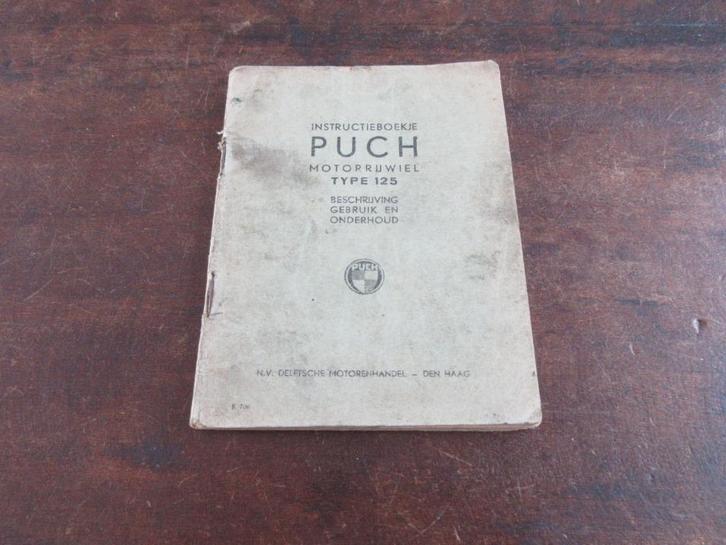 INSTRUCTIEBOEKJE
PUCH
MOTORRIJWIEL
TYPE 125
BESCHRIJVING
GEBRUIK EN
ONDERHOUD
PUCH
N.V. DELFTSCHE MOTORENHANDEL – DEN HAAG